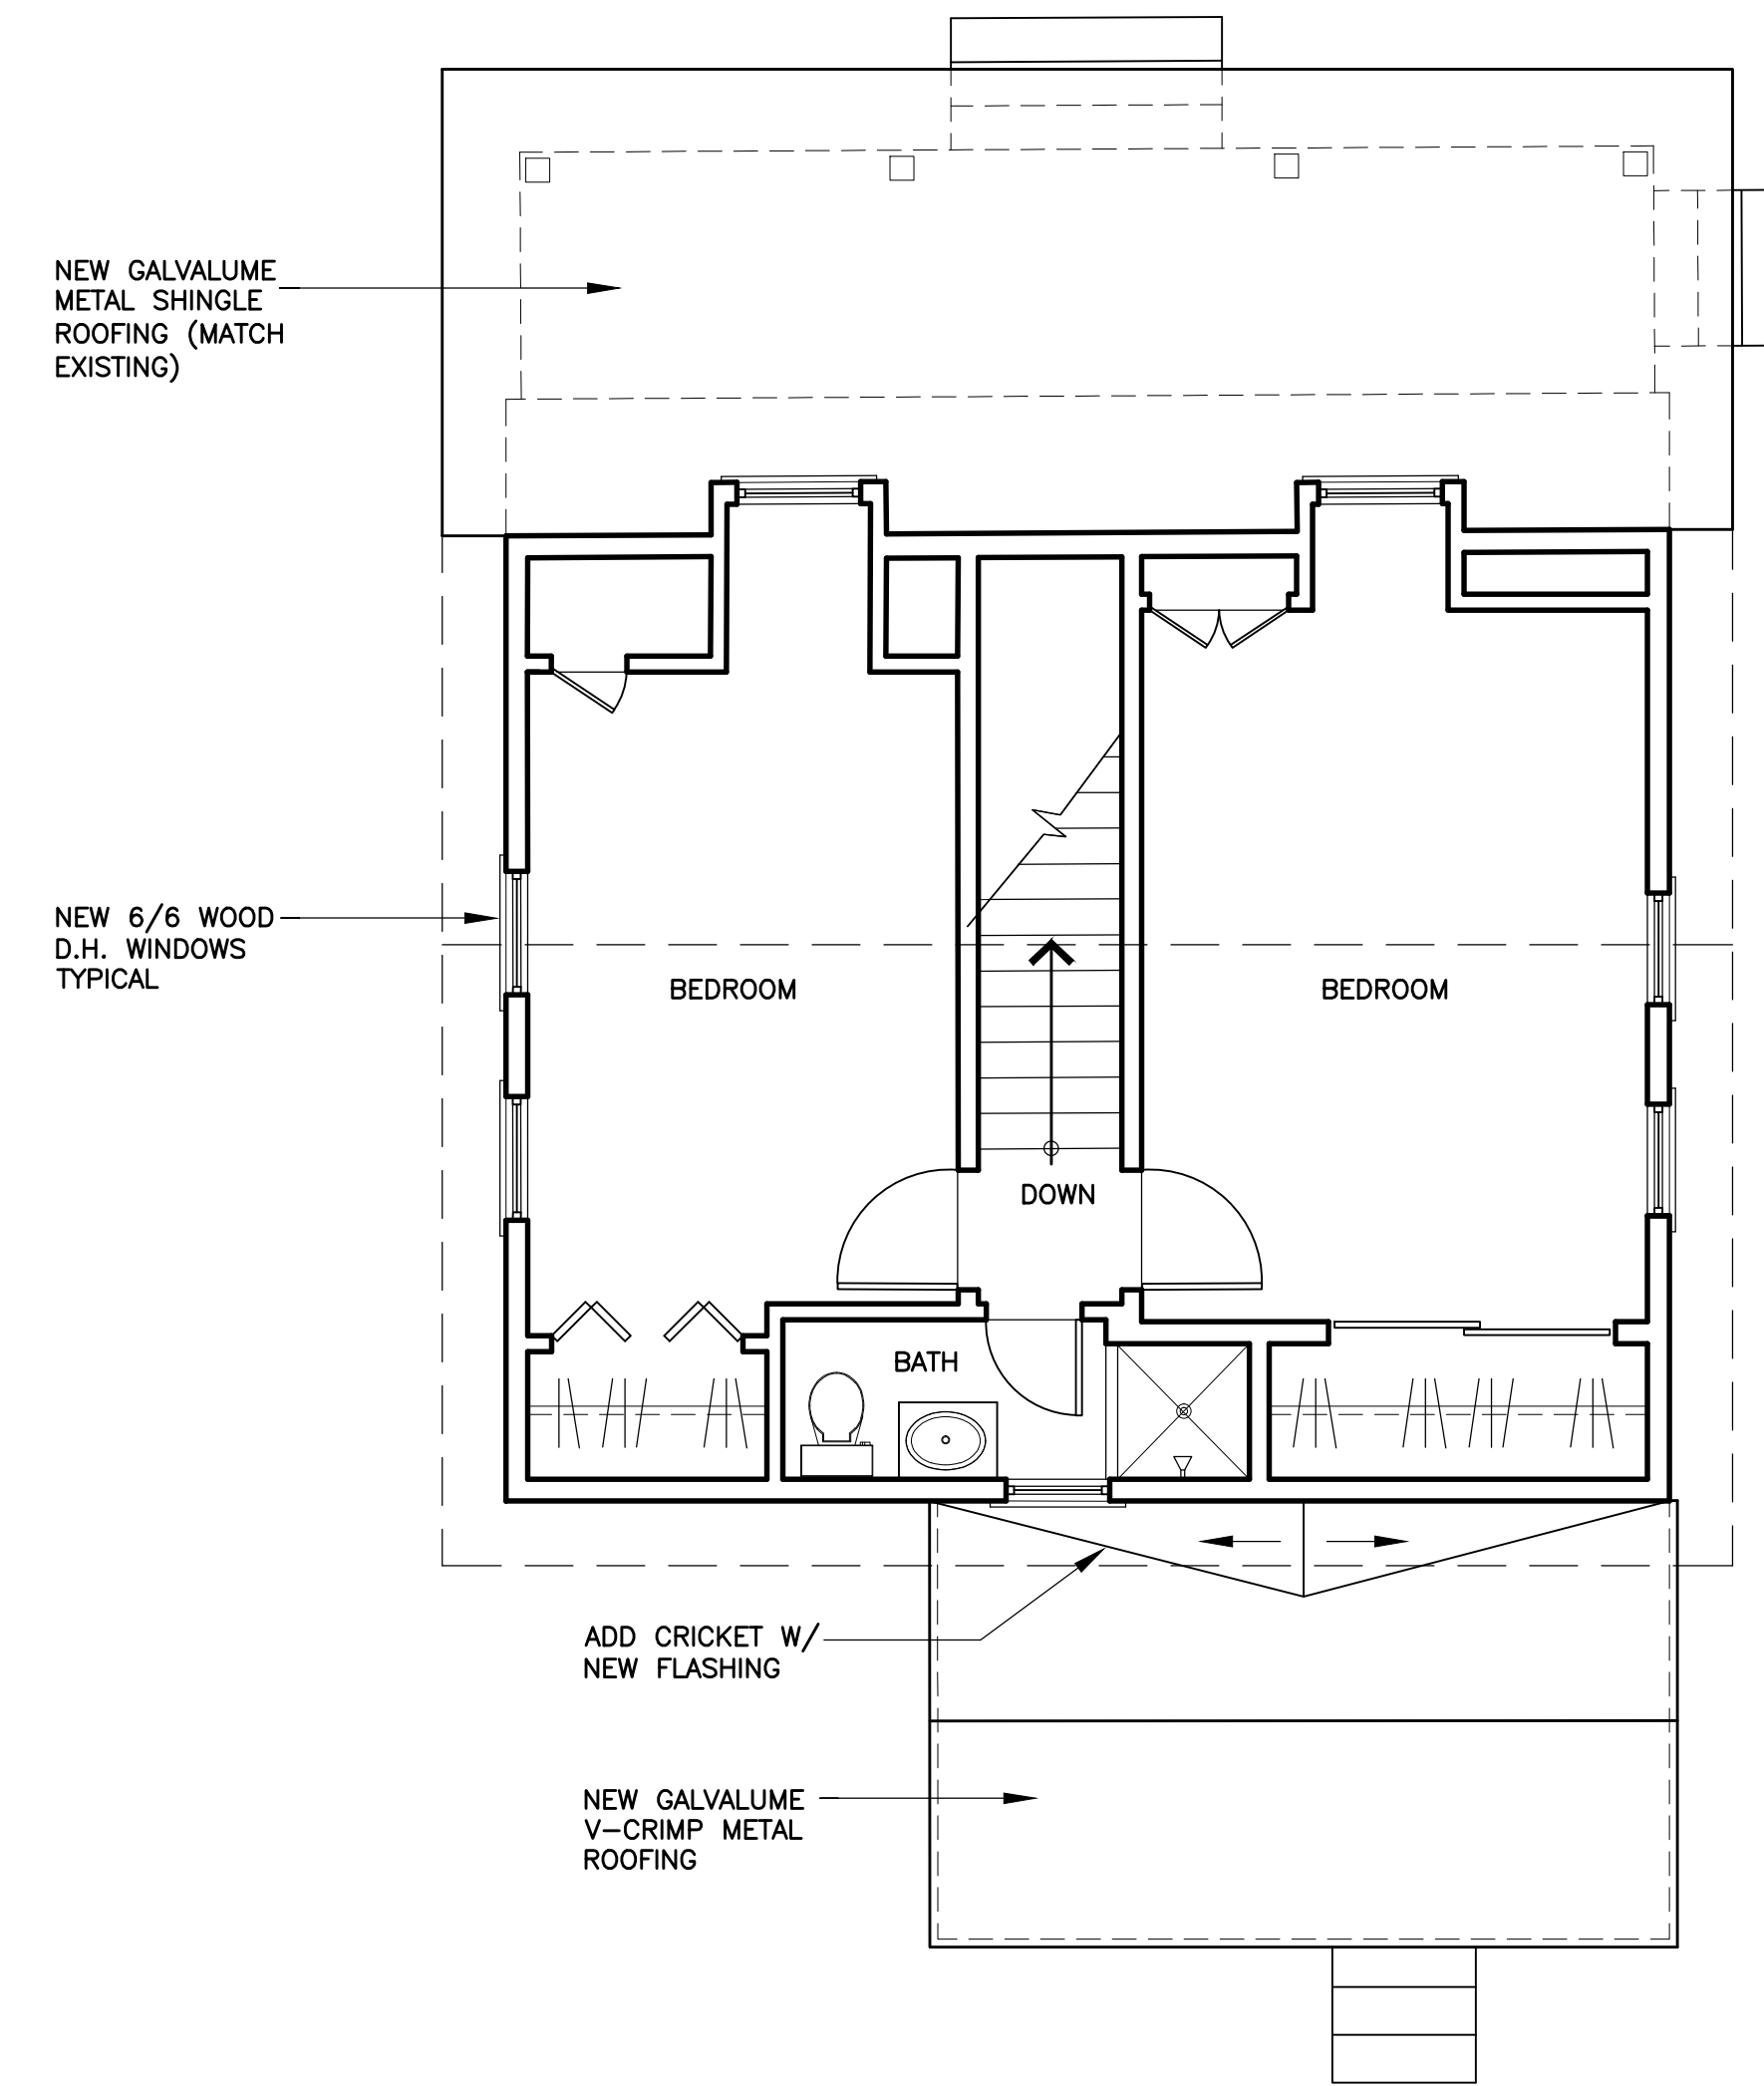 NEW GALVALUME
METAL SHINGLE
ROOFING (MATCH
EXISTING)
NEW 6/6 WOOD
D.H. WINDOWS
TYPICAL
BEDROOM
BEDROOM
DOWN
BATH
ADD CRICKET W/
NEW FLASHING
NEW GALVALUME
V-CRIMP METAL
ROOFING